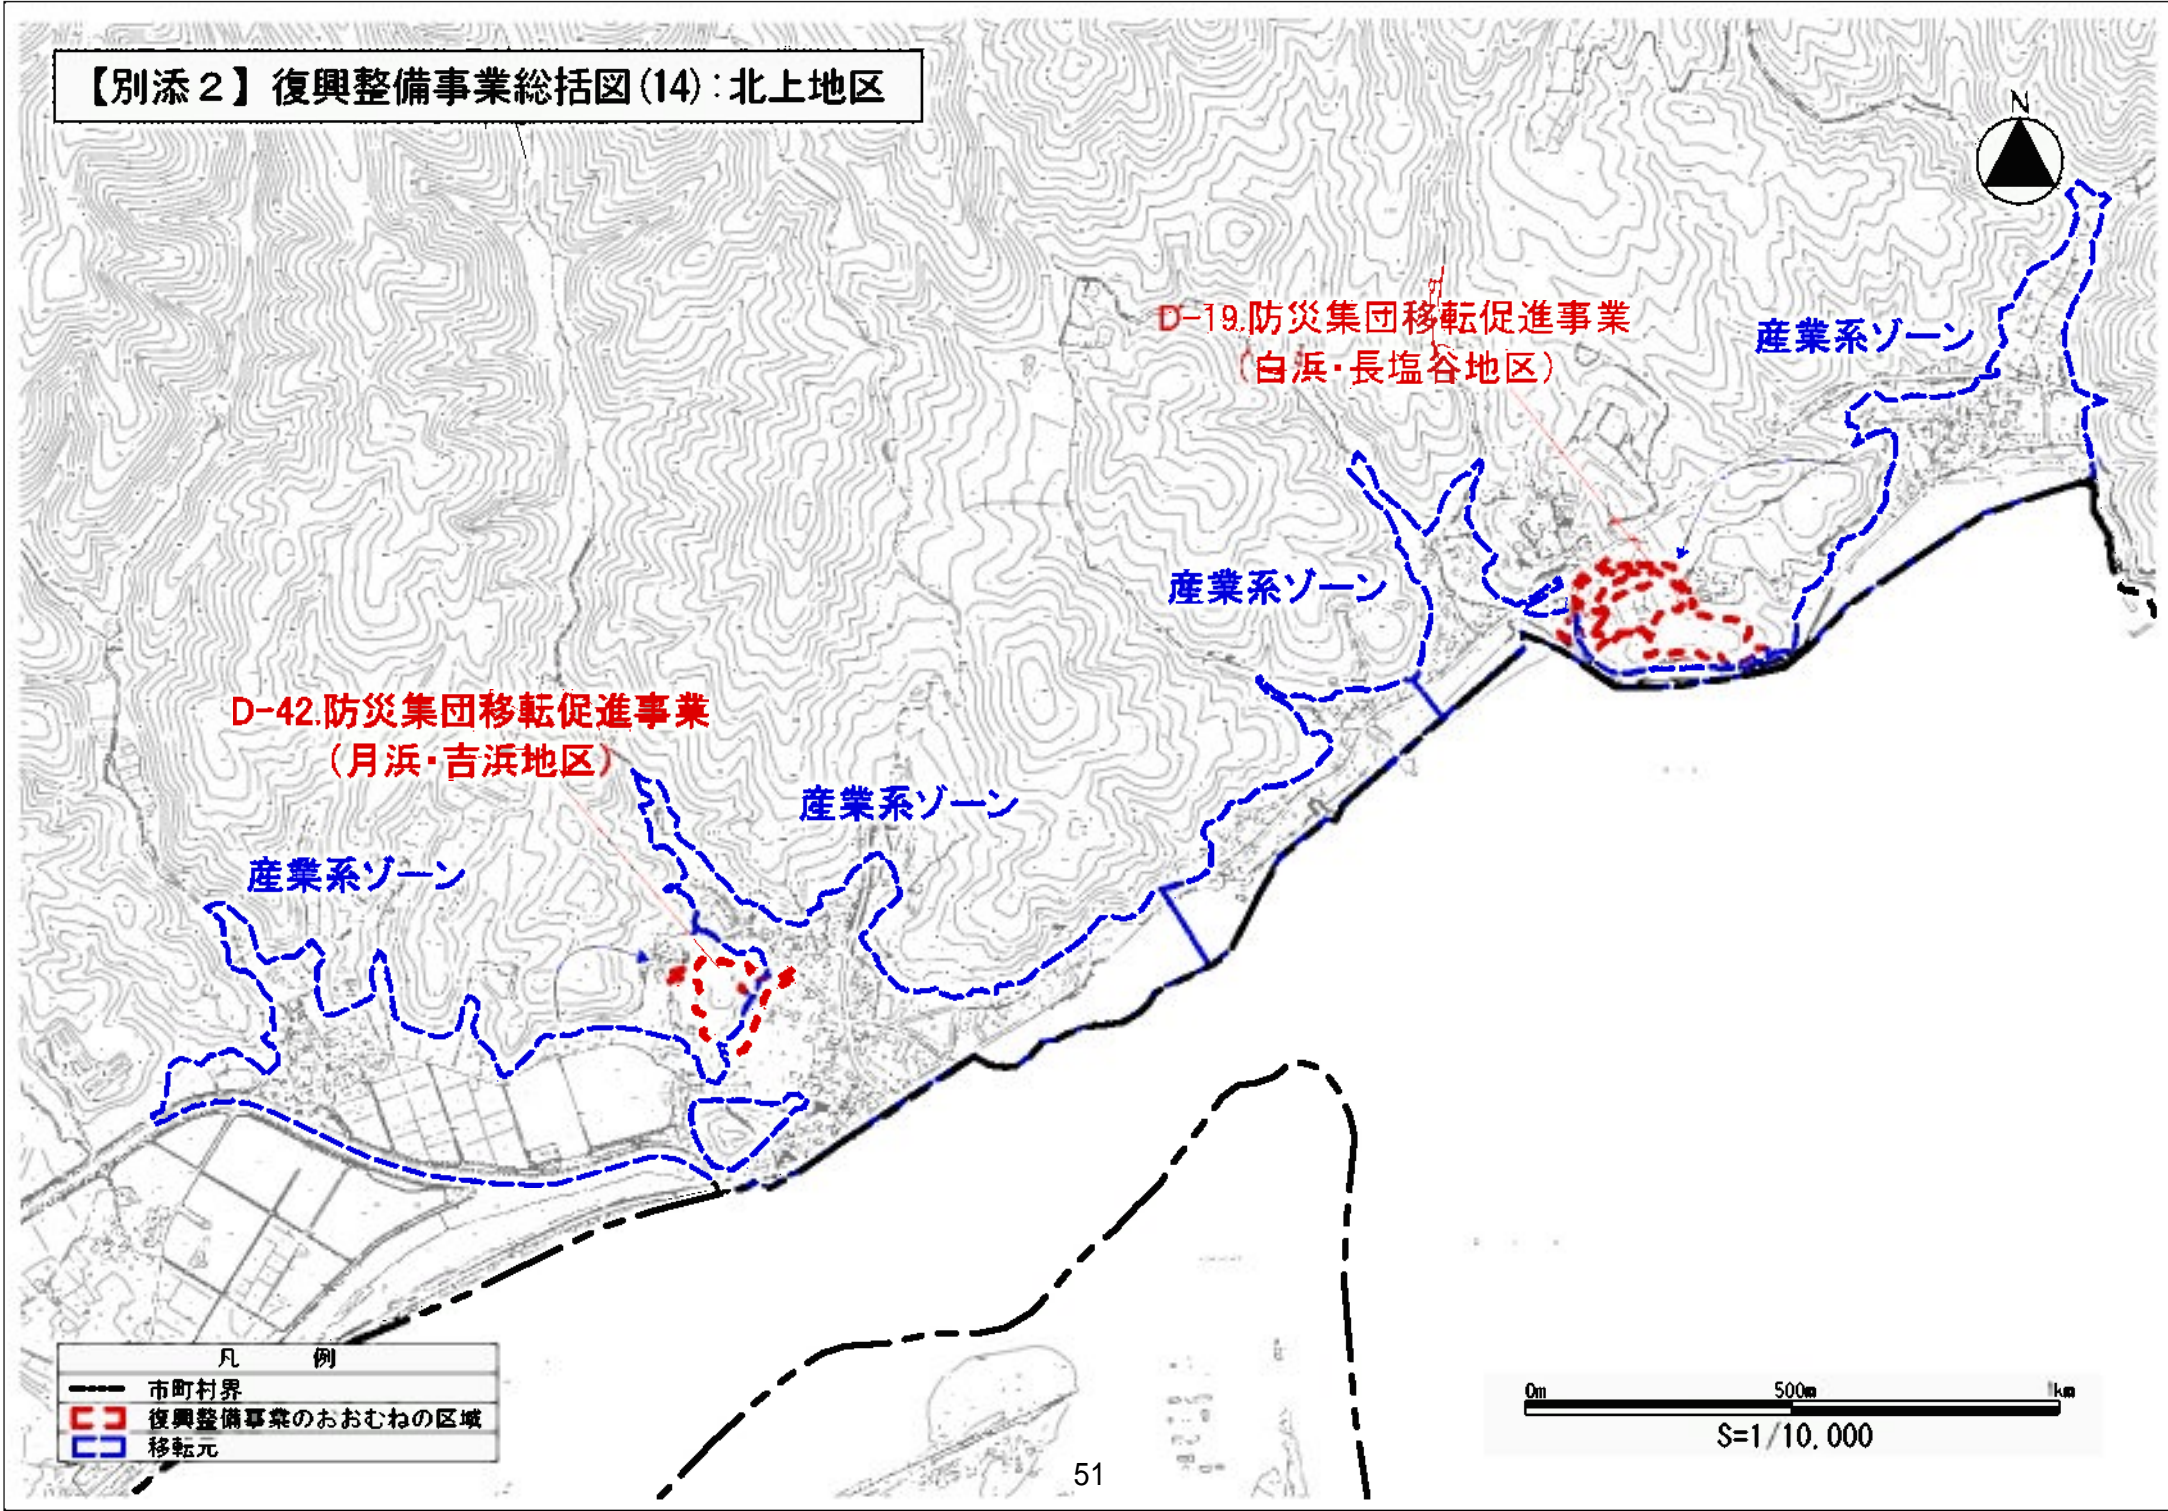 【別添２】復興整備事業総括図(14):北上地区
N
D-19.防災集団移転促進事業
(白浜・長塩谷地区)
産業系ゾーン
産業系ゾーン
D-42.防災集団移転促進事業
(月浜・吉浜地区)
産業系ゾーン
産業系ゾーン
凡 例
市町村界
復興整備事業のおおむねの区域
移転元
0m 500m 1km
S=1/10,000
51